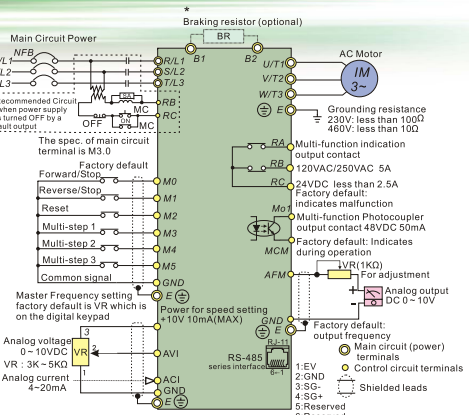 *
Braking resistor (optional)
BR
Main Circuit Power
NFB
B1
B2
AC Motor
R/L1
S/L2
T/L3
U/T1
V/T2
W/T3
IM
3~
E
Grounding resistance
230V: less than 100Ω
460V: less than 10Ω
Recommended Circuit
when power supply
is turned OFF by a
fault output
SA
MC
OFF
ON
MC
RB
RC
The spec. of main circuit
terminal is M3.0
RA
RB
RC
Multi-function indication
output contact
120VAC/250VAC 5A
24VDC less than 2.5A
Factory default:
indicates malfunction
Factory default
Forward/Stop
Reverse/Stop
Reset
Multi-step 1
Multi-step 2
Multi-step 3
Common signal
M0
M1
M2
M3
M4
M5
GND
E
Mo1
Multi-function Photocoupler
output contact 48VDC 50mA
MCM
Factory default: Indicates
during operation
Master Frequency setting
factory default is VR which is
on the digital keypad
AFM
VR(1KΩ)
For adjustment
+
-
Analog output
DC 0~10V
GND
E
Factory default:
output frequency
Power for speed setting
+10V 10mA(MAX)
Analog voltage
0~10VDC
VR : 3K~5KΩ
VR
3
2
1
AVI
Analog current
4~20mA
ACI
GND
E
RS-485
series interface
RJ-11
6←1
Main circuit (power)
terminals
Control circuit terminals
Shielded leads
1:EV
2:GND
3:SG-
4:SG+
5:Reserved